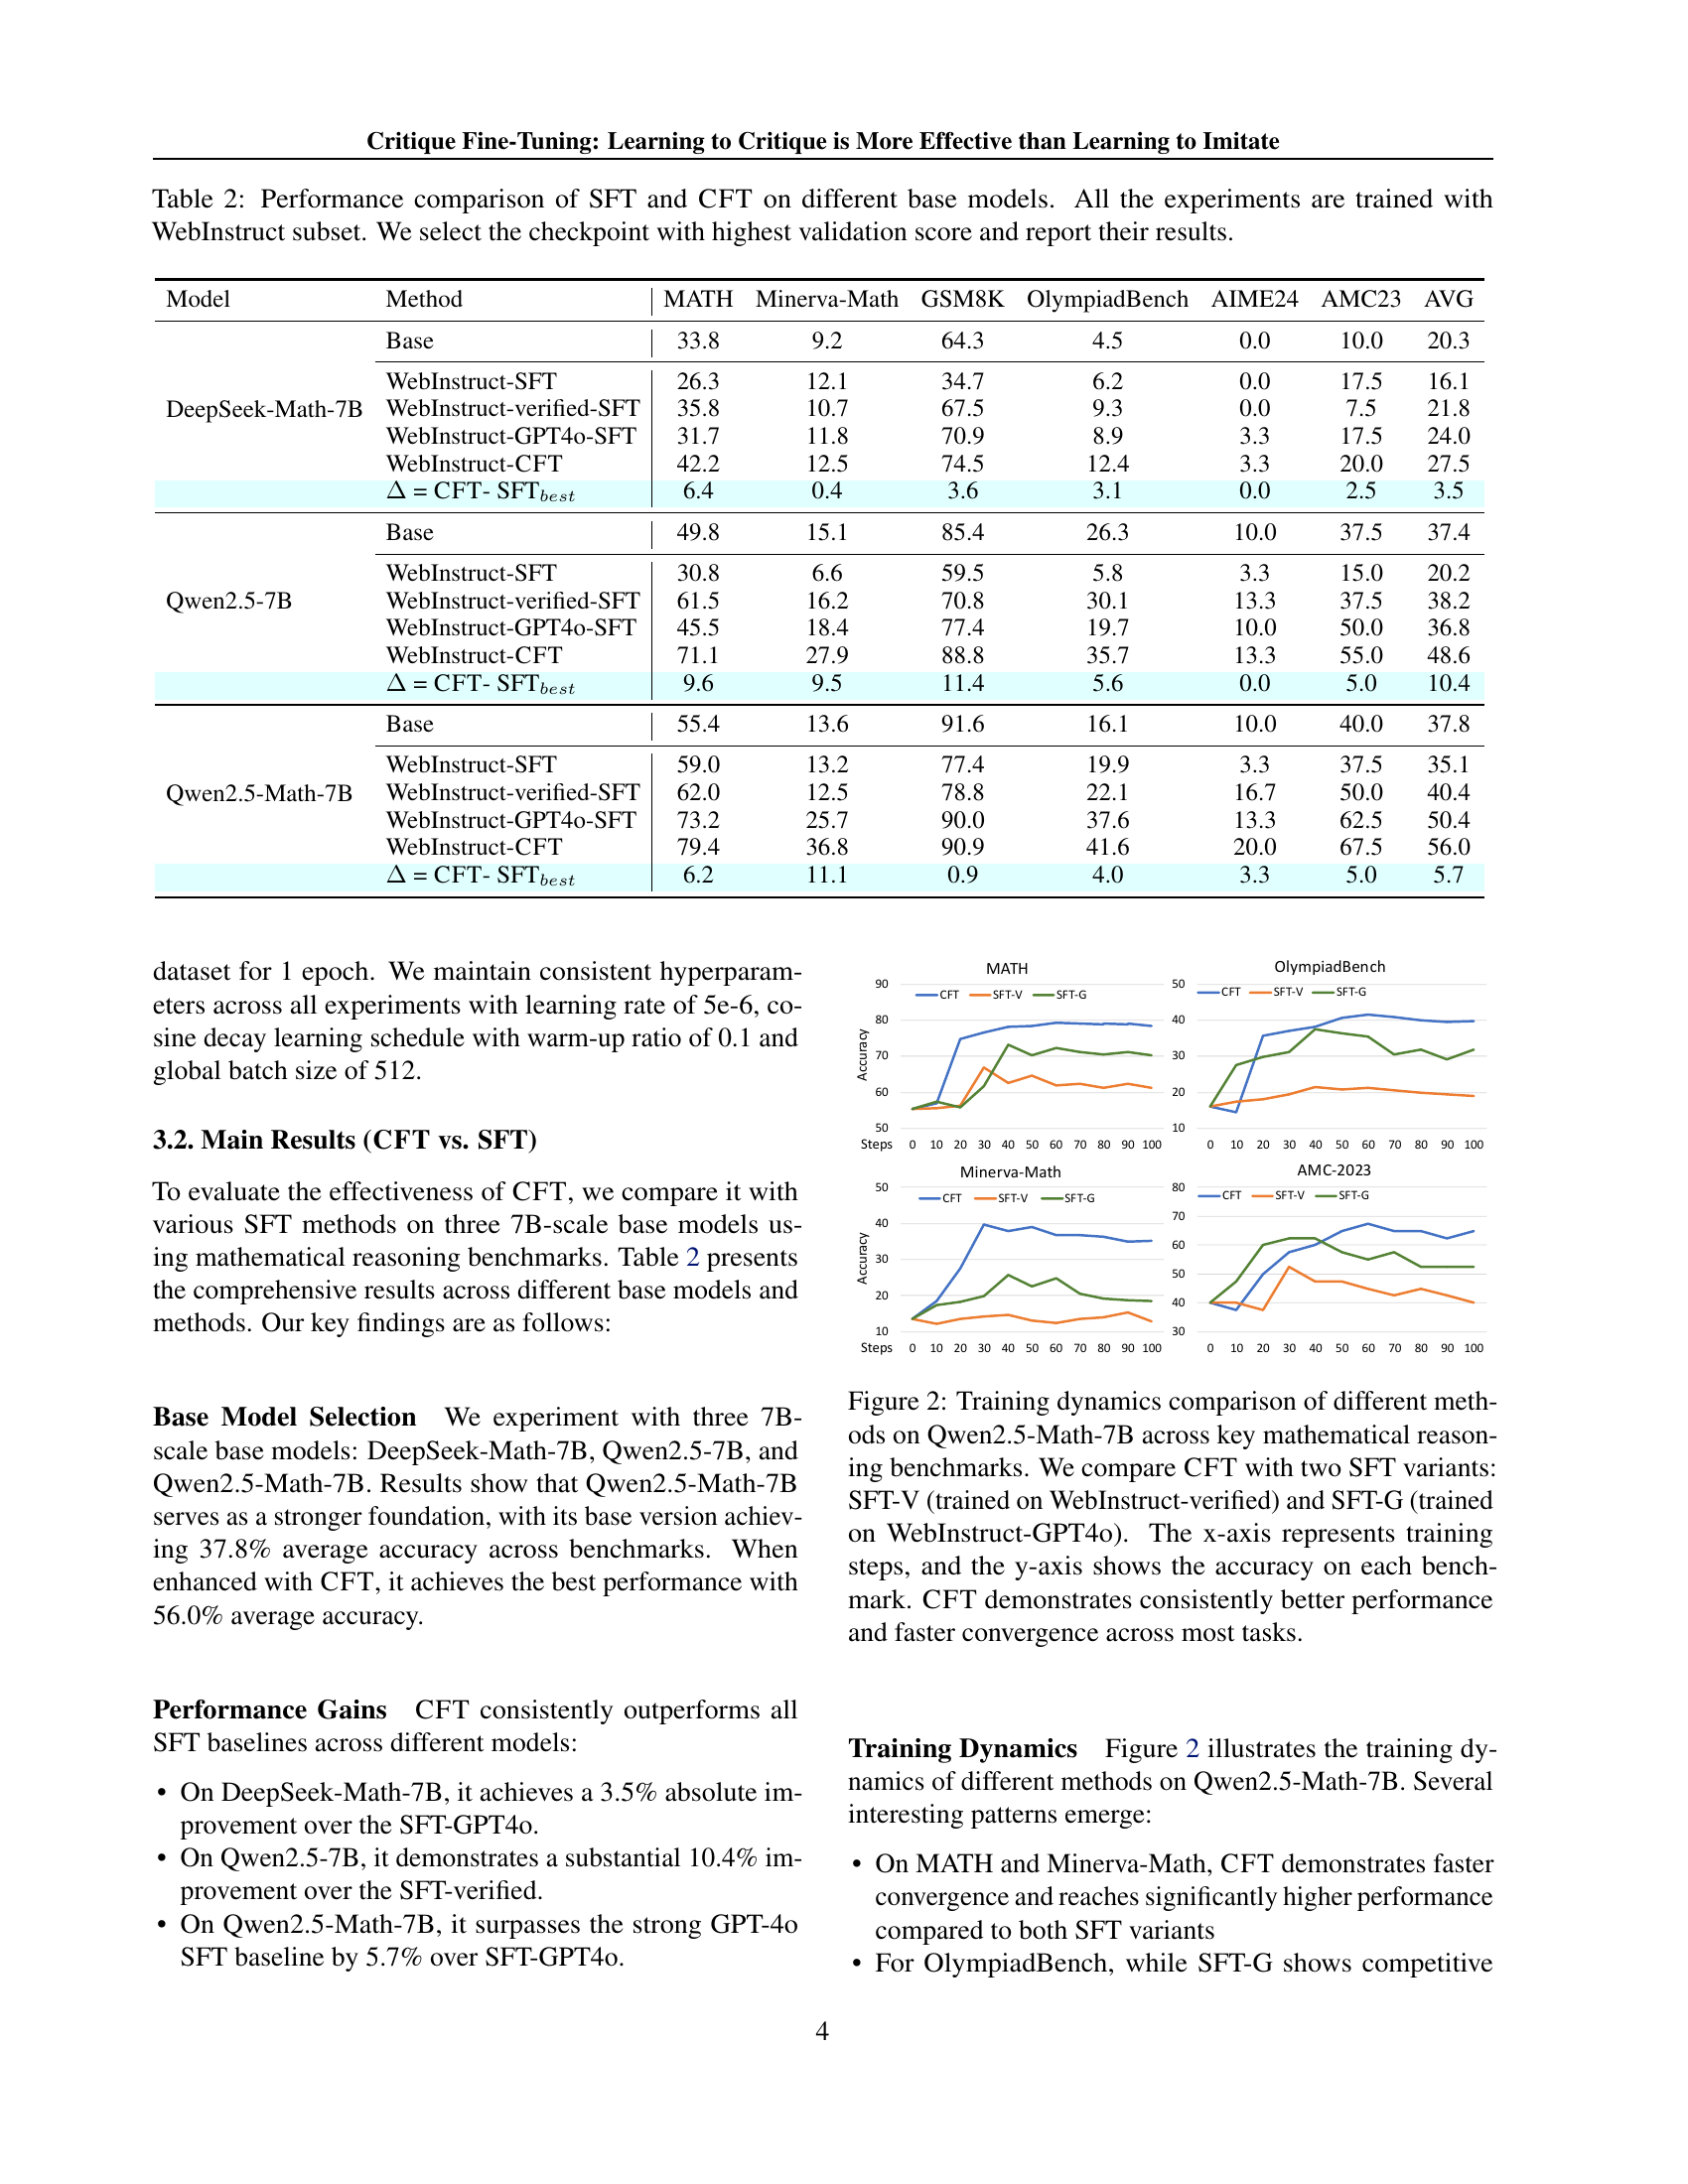 Critique Fine-Tuning: Learning to Critique is More Effective than Learning to Imitate
Table 2: Performance comparison of SFT and CFT on different base models. All the experiments are trained with
WebInstruct subset. We select the checkpoint with highest validation score and report their results.
Model Method MATH Minerva-Math GSM8K OlympiadBench AIME24 AMC23 AVG
Base 33.8 9.2 64.3 4.5 0.0 10.0 20.3
WebInstruct-SFT 26.3 12.1 34.7 6.2 0.0 17.5 16.1
DeepSeek-Math-7B WebInstruct-verified-SFT 35.8 10.7 67.5 9.3 0.0 7.5 21.8
WebInstruct-GPT4o-SFT 31.7 11.8 70.9 8.9 3.3 17.5 24.0
WebInstruct-CFT 42.2 12.5 74.5 12.4 3.3 20.0 27.5
Δ = CFT- SFTbest 6.4 0.4 3.6 3.1 0.0 2.5 3.5
Base 49.8 15.1 85.4 26.3 10.0 37.5 37.4
WebInstruct-SFT 30.8 6.6 59.5 5.8 3.3 15.0 20.2
Qwen2.5-7B WebInstruct-verified-SFT 61.5 16.2 70.8 30.1 13.3 37.5 38.2
WebInstruct-GPT4o-SFT 45.5 18.4 77.4 19.7 10.0 50.0 36.8
WebInstruct-CFT 71.1 27.9 88.8 35.7 13.3 55.0 48.6
Δ = CFT- SFTbest 9.6 9.5 11.4 5.6 0.0 5.0 10.4
Base 55.4 13.6 91.6 16.1 10.0 40.0 37.8
WebInstruct-SFT 59.0 13.2 77.4 19.9 3.3 37.5 35.1
Qwen2.5-Math-7B WebInstruct-verified-SFT 62.0 12.5 78.8 22.1 16.7 50.0 40.4
WebInstruct-GPT4o-SFT 73.2 25.7 90.0 37.6 13.3 62.5 50.4
WebInstruct-CFT 79.4 36.8 90.9 41.6 20.0 67.5 56.0
Δ = CFT- SFTbest 6.2 11.1 0.9 4.0 3.3 5.0 5.7
dataset for 1 epoch. We maintain consistent hyperparam-
eters across all experiments with learning rate of 5e-6, co-
sine decay learning schedule with warm-up ratio of 0.1 and
global batch size of 512.
3.2. Main Results (CFT vs. SFT)
To evaluate the effectiveness of CFT, we compare it with
various SFT methods on three 7B-scale base models us-
ing mathematical reasoning benchmarks. Table 2 presents
the comprehensive results across different base models and
methods. Our key findings are as follows:
Base Model Selection We experiment with three 7B-
scale base models: DeepSeek-Math-7B, Qwen2.5-7B, and
Qwen2.5-Math-7B. Results show that Qwen2.5-Math-7B
serves as a stronger foundation, with its base version achiev-
ing 37.8% average accuracy across benchmarks. When
enhanced with CFT, it achieves the best performance with
56.0% average accuracy.
Performance Gains CFT consistently outperforms all
SFT baselines across different models:
• On DeepSeek-Math-7B, it achieves a 3.5% absolute im-
provement over the SFT-GPT4o.
• On Qwen2.5-7B, it demonstrates a substantial 10.4% im-
provement over the SFT-verified.
• On Qwen2.5-Math-7B, it surpasses the strong GPT-4o
SFT baseline by 5.7% over SFT-GPT4o.
MATH
CFT SFT-V SFT-G
Accuracy
90
80
70
60
50
Steps 0 10 20 30 40 50 60 70 80 90 100
OlympiadBench
CFT SFT-V SFT-G
50
40
30
20
10
0 10 20 30 40 50 60 70 80 90 100
Minerva-Math
CFT SFT-V SFT-G
Accuracy
50
40
30
20
10
Steps 0 10 20 30 40 50 60 70 80 90 100
AMC-2023
CFT SFT-V SFT-G
80
70
60
50
40
30
0 10 20 30 40 50 60 70 80 90 100
Figure 2: Training dynamics comparison of different meth-
ods on Qwen2.5-Math-7B across key mathematical reason-
ing benchmarks. We compare CFT with two SFT variants:
SFT-V (trained on WebInstruct-verified) and SFT-G (trained
on WebInstruct-GPT4o). The x-axis represents training
steps, and the y-axis shows the accuracy on each bench-
mark. CFT demonstrates consistently better performance
and faster convergence across most tasks.
Training Dynamics Figure 2 illustrates the training dy-
namics of different methods on Qwen2.5-Math-7B. Several
interesting patterns emerge:
• On MATH and Minerva-Math, CFT demonstrates faster
convergence and reaches significantly higher performance
compared to both SFT variants
• For OlympiadBench, while SFT-G shows competitive
4